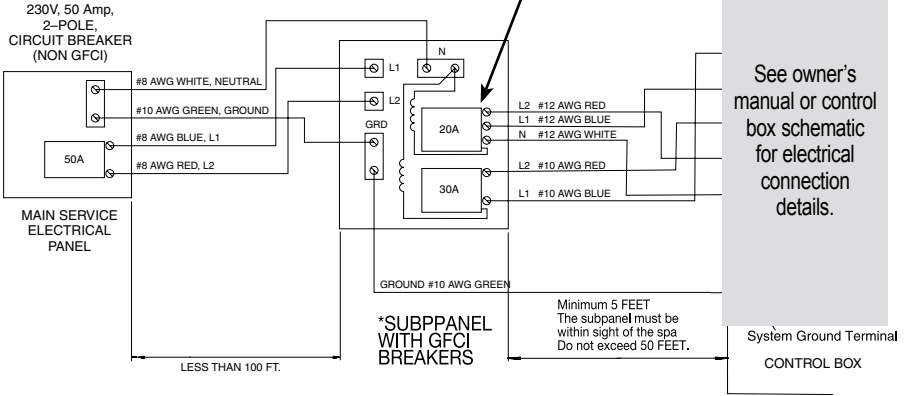 230V, 50 Amp,
2–POLE,
CIRCUIT BREAKER
(NON GFCI)
#8 AWG WHITE, NEUTRAL
#10 AWG GREEN, GROUND
#8 AWG BLUE, L1
#8 AWG RED, L2
50A
MAIN SERVICE
ELECTRICAL
PANEL
LESS THAN 100 FT.
L1
N
L2
GRD
20A
30A
L2 #12 AWG RED
L1 #12 AWG BLUE
N #12 AWG WHITE
L2 #10 AWG RED
L1 #10 AWG BLUE
GROUND #10 AWG GREEN
*SUBPPANEL
WITH GFCI
BREAKERS
Minimum 5 FEET
The subpanel must be
within sight of the spa
Do not exceed 50 FEET.
See owner's
manual or control
box schematic
for electrical
connection
details.
System Ground Terminal
CONTROL BOX